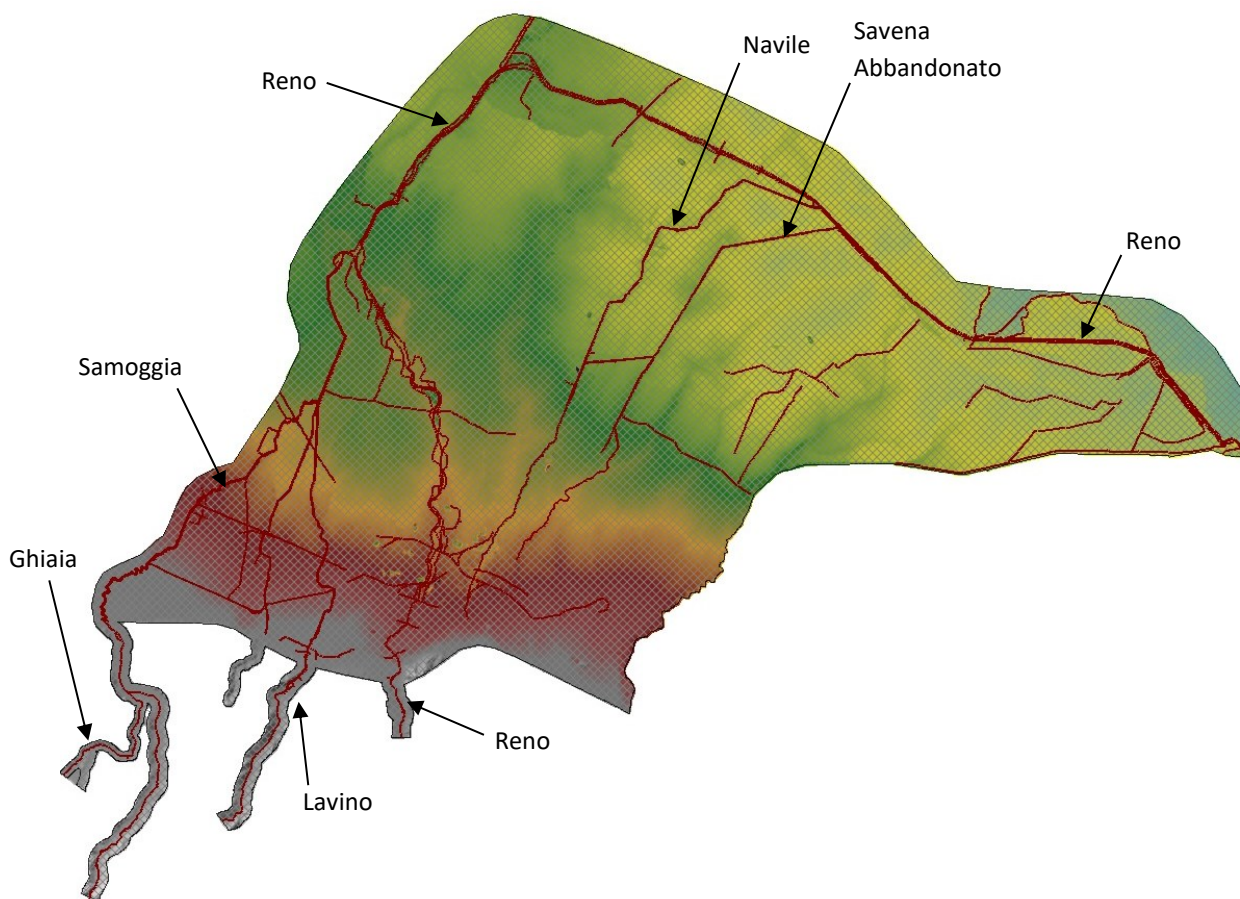 Navile
Savena
Abbandonato
Reno
Reno
Samoggia
Ghiaia
Reno
Lavino